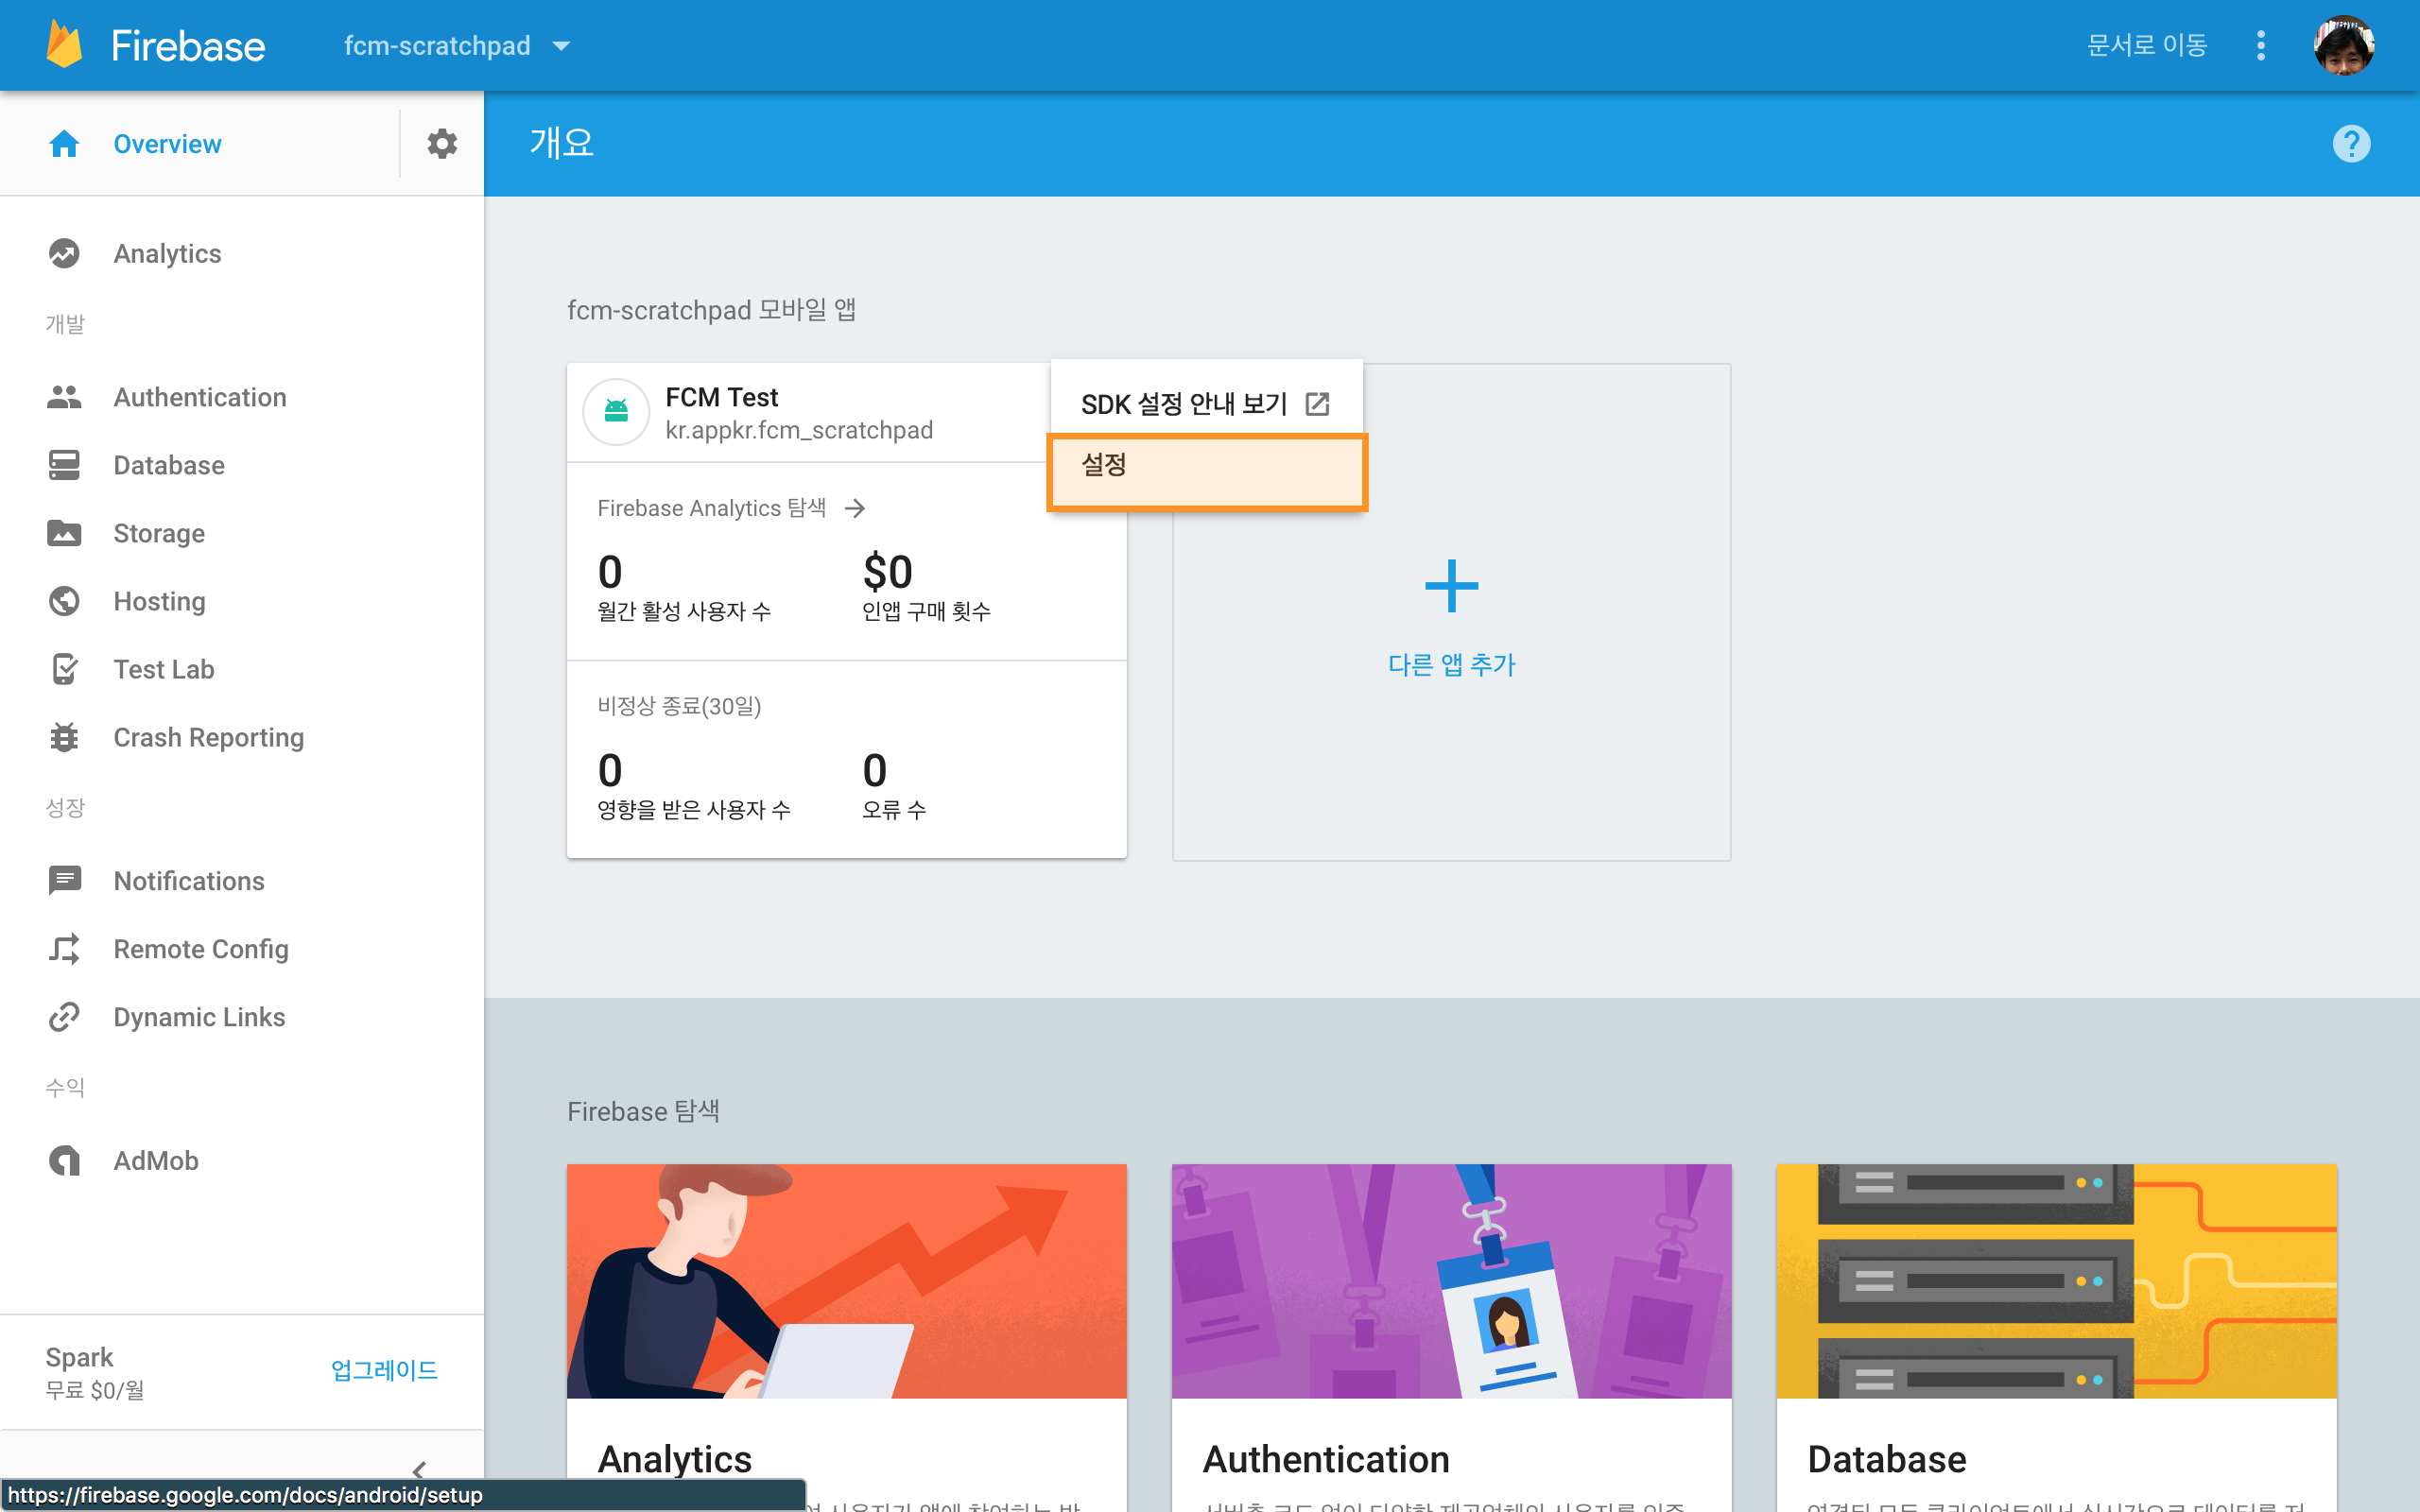 Firebase
fcm-scratchpad
문서로 이동
Overview
개요
Analytics
개발
Authentication
Database
Storage
Hosting
Test Lab
Crash Reporting
성장
Notifications
Remote Config
Dynamic Links
수익
AdMob
Spark
무료 $0/월
업그레이드
https://firebase.google.com/docs/android/setup
fcm-scratchpad 모바일 앱
FCM Test
kr.appkr.fcm_scratchpad
SDK 설정 안내 보기
설정
Firebase Analytics 탐색
0
월간 활성 사용자 수
$0
인앱 구매 횟수
비정상 종료(30일)
0
영향을 받은 사용자 수
0
오류 수
다른 앱 추가
Firebase 탐색
Analytics
Authentication
Database